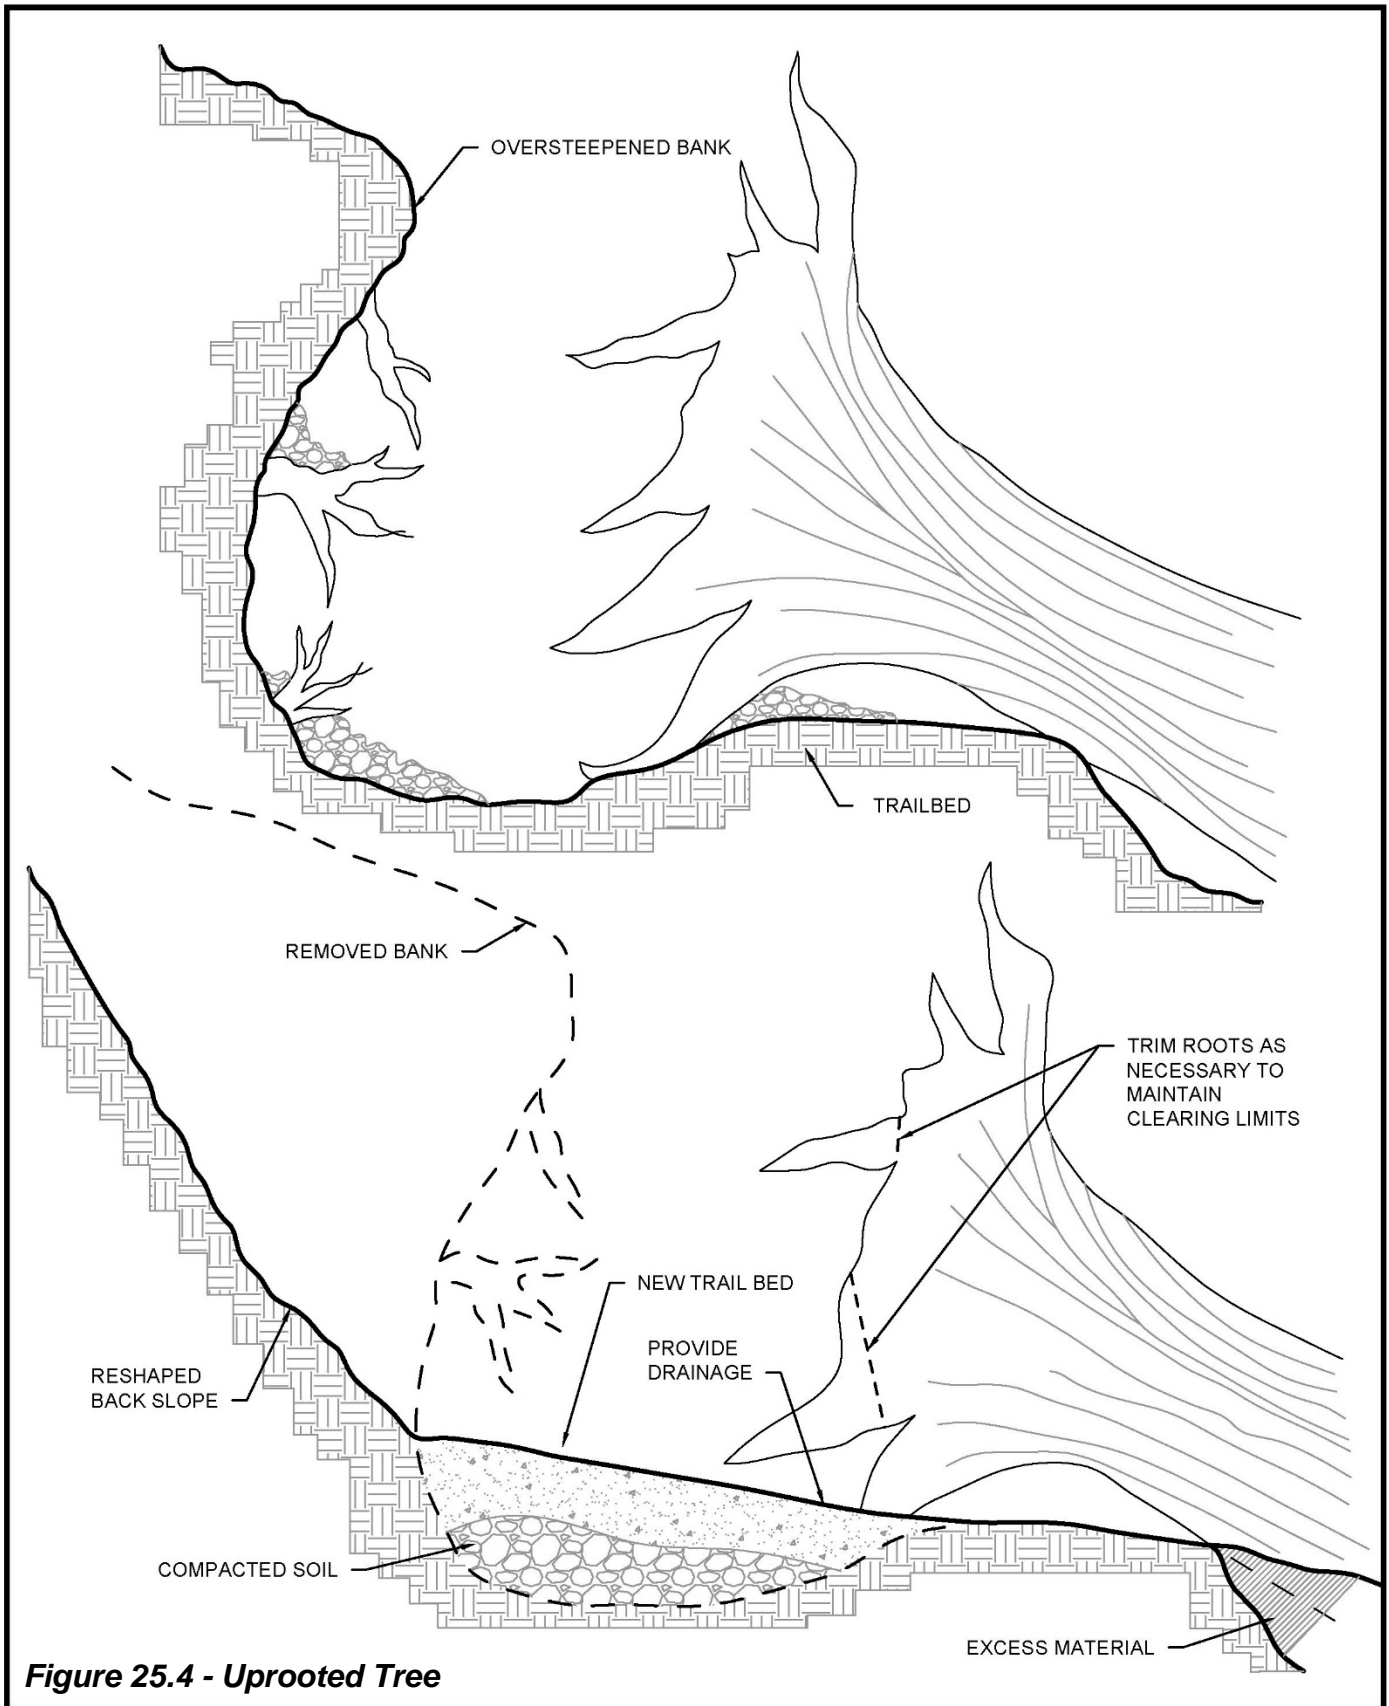 OVERSTEEPENED BANK
TRAILBED
REMOVED BANK
TRIM ROOTS AS
NECESSARY TO
MAINTAIN
CLEARING LIMITS
NEW TRAIL BED
PROVIDE
DRAINAGE
RESHAPED
BACK SLOPE
COMPACTED SOIL
EXCESS MATERIAL
Figure 25.4 - Uprooted Tree